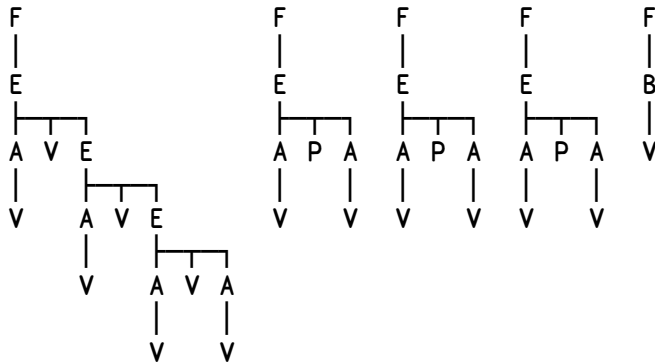 F F F F F
E E E E B
A V E A P A A P A A P A V
V A V E V V V V V V
V A V A
V V